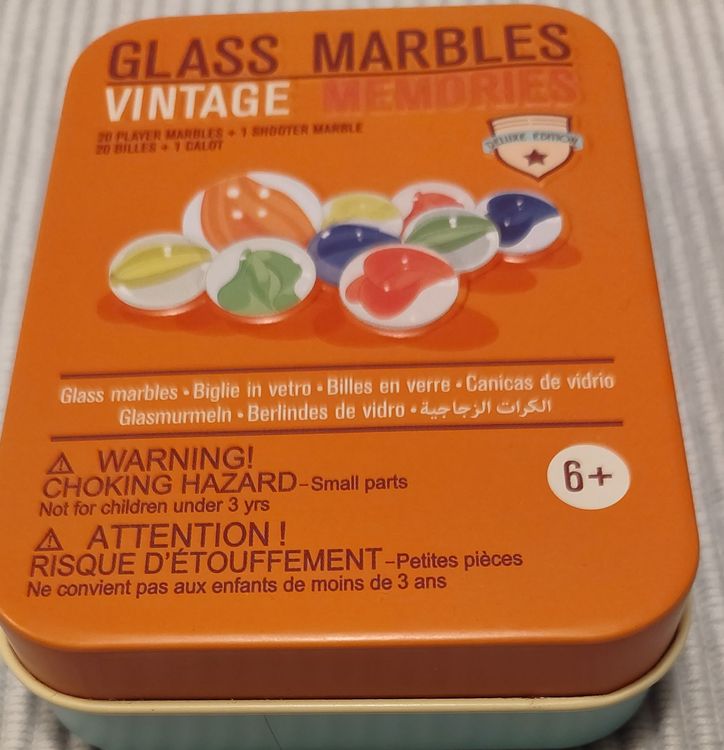 GLASS MARBLES
VINTAGE MEMORIES
20 PLAYER MARBLES + 1 SHOOTER MARBLE
20 BILLES + 1 CALOT
DELUXE EDITION
Glass marbles • Biglie in vetro • Billes en verre • Canicas de vidrio
Glasmurmeln • Berlindes de vidro • الكرات الزجاجية
6+
⚠ WARNING!
CHOKING HAZARD – Small parts
Not for children under 3 yrs
⚠ ATTENTION !
RISQUE D'ÉTOUFFEMENT – Petites pièces
Ne convient pas aux enfants de moins de 3 ans